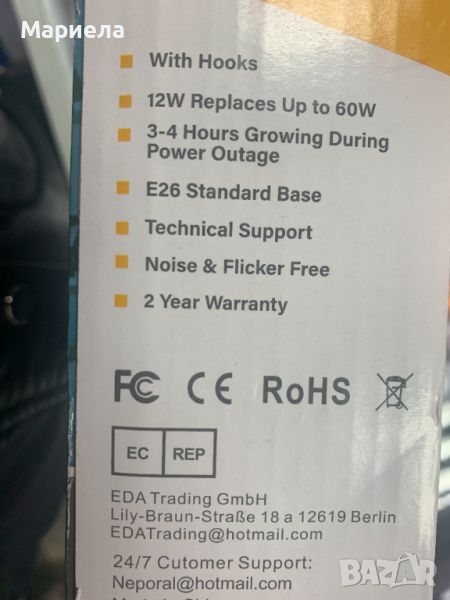 Мариела
With Hooks
12W Replaces Up to 60W
3-4 Hours Growing During
Power Outage
E26 Standard Base
Technical Support
Noise & Flicker Free
2 Year Warranty
FC CE RoHS
EC REP
EDA Trading GmbH
Lily-Braun-Straße 18 a 12619 Berlin
EDATrading@hotmail.com
24/7 Cutomer Support:
Neporal@hotmail.com
BAZAR